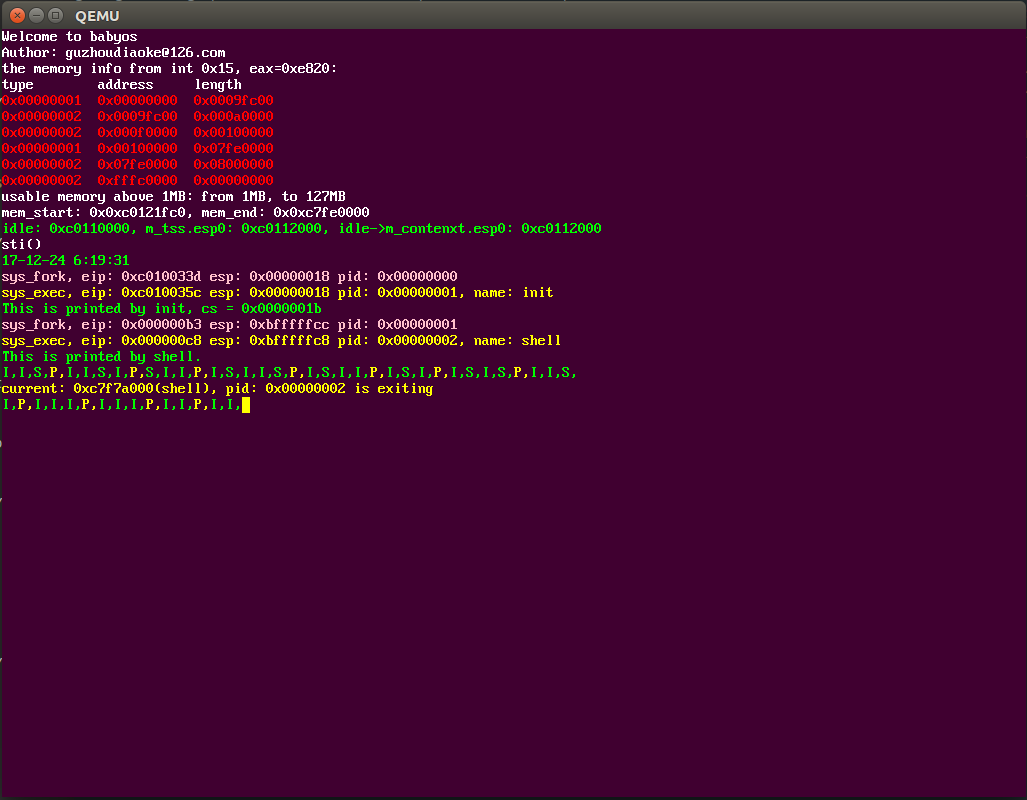 QEMU
Welcome to babyos
Author: guzhoudiaoke@126.com
the memory info from int 0x15, eax=0xe820:
type        address     length
0x00000001  0x00000000  0x0009fc00
0x00000002  0x0009fc00  0x000a0000
0x00000002  0x000f0000  0x00100000
0x00000001  0x00100000  0x07fe0000
0x00000002  0x07fe0000  0x08000000
0x00000002  0xfffc0000  0x00000000
usable memory above 1MB: from 1MB, to 127MB
mem_start: 0x0xc0121fc0, mem_end: 0x0xc7fe0000
idle: 0xc0110000, m_tss.esp0: 0xc0112000, idle->m_contenxt.esp0: 0xc0112000
sti()
17-12-24 6:19:31
sys_fork, eip: 0xc010033d esp: 0x00000018 pid: 0x00000000
sys_exec, eip: 0xc010035c esp: 0x00000018 pid: 0x00000001, name: init
This is printed by init, cs = 0x0000001b
sys_fork, eip: 0x000000b3 esp: 0xbfffffcc pid: 0x00000001
sys_exec, eip: 0x000000c8 esp: 0xbfffffc8 pid: 0x00000002, name: shell
This is printed by shell.
I,I,S,P,I,I,S,I,P,S,I,I,P,I,S,I,I,S,P,I,S,I,I,P,I,S,I,P,I,S,I,S,P,I,I,S,
current: 0xc7f7a000(shell), pid: 0x00000002 is exiting
I,P,I,I,I,P,I,I,I,P,I,I,P,I,I,